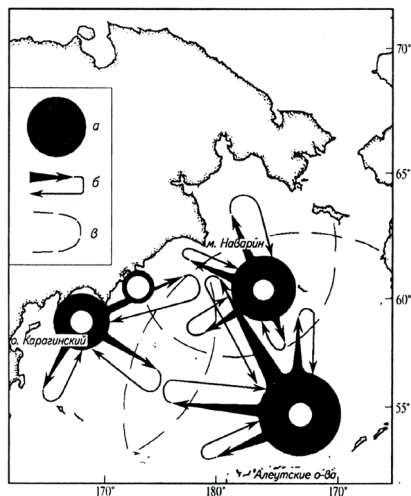 70°
а
65°
б
в
м. Наварин
60°
о. Карагинский
55°
Алеутские о-ва
170° 180° 170°